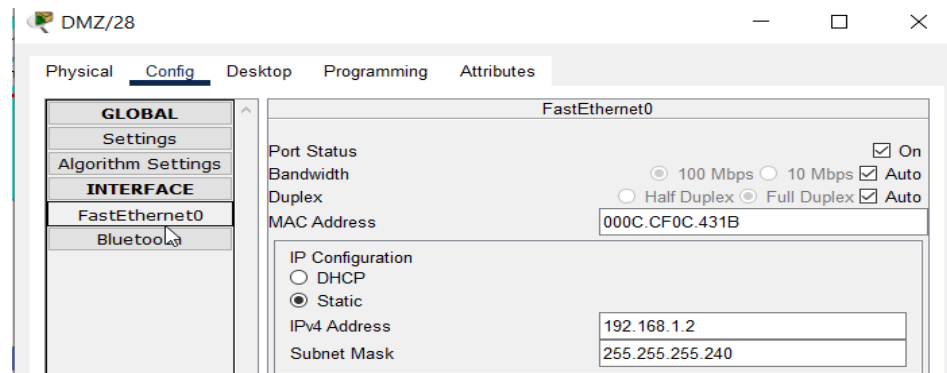 DMZ/28
Physical Config Desktop Programming Attributes
GLOBAL
Settings
Algorithm Settings
INTERFACE
FastEthernet0
Bluetooth
FastEthernet0
Port Status On
Bandwidth 100 Mbps 10 Mbps Auto
Duplex Half Duplex Full Duplex Auto
MAC Address 000C.CF0C.431B
IP Configuration
DHCP
Static
IPv4 Address 192.168.1.2
Subnet Mask 255.255.255.240